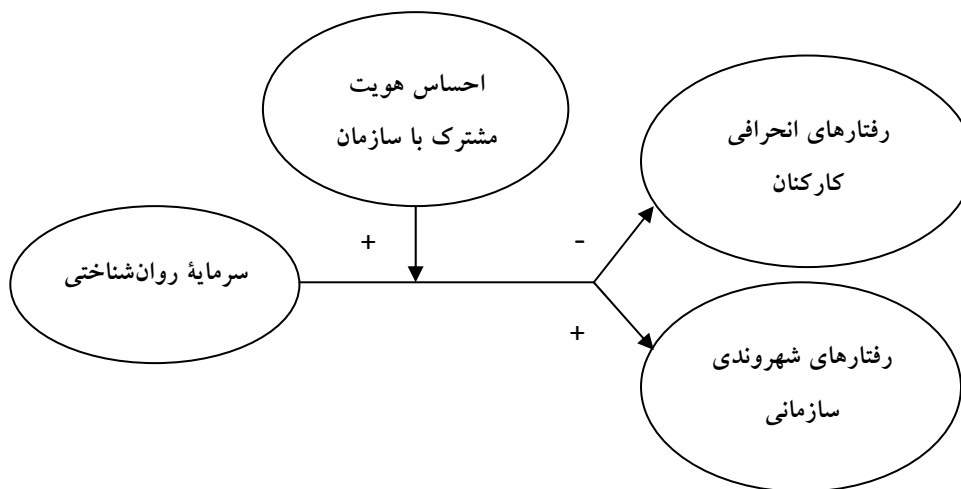 احساس هویت
مشترک با سازمان
رفتارهای انحرافی
کارکنان
+
-
سرمایهٔ روان‌شناختی
+
رفتارهای شهروندی
سازمانی